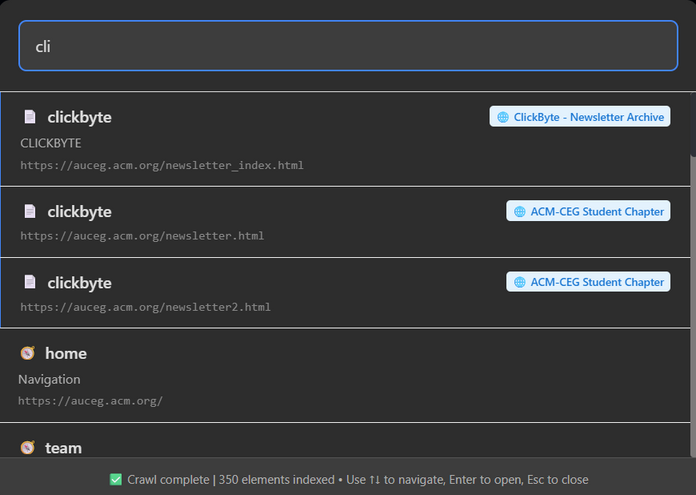 cli
clickbyte
ClickByte - Newsletter Archive
CLICKBYTE
https://auceg.acm.org/newsletter_index.html
clickbyte
ACM-CEG Student Chapter
https://auceg.acm.org/newsletter.html
clickbyte
ACM-CEG Student Chapter
https://auceg.acm.org/newsletter2.html
home
Navigation
https://auceg.acm.org/
team
Crawl complete | 350 elements indexed • Use ↑↓ to navigate, Enter to open, Esc to close